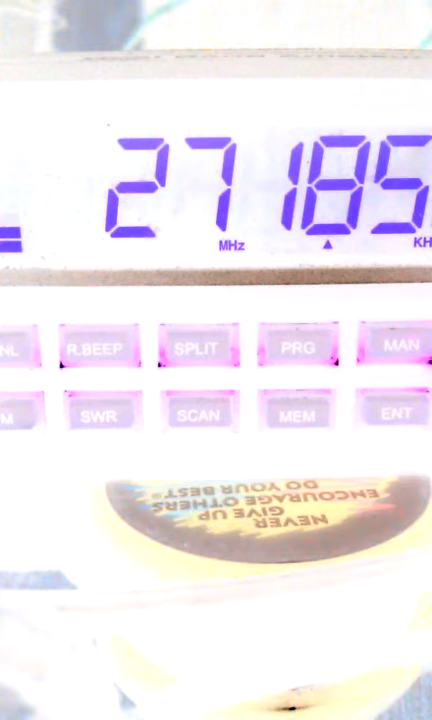 27 185
MHz ▲ KH
NL R.BEEP SPLIT PRG MAN
M SWR SCAN MEM ENT
NEVER
GIVE UP
ENCOURAGE OTHERS
DO YOUR BEST®